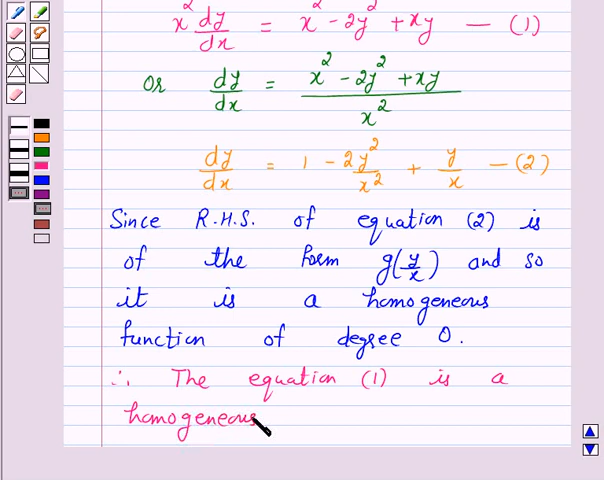 x² dy/dx = x² - 2y² + xy — (1)
or dy/dx = (x² - 2y² + xy)/x²
dy/dx = 1 - 2y²/x² + y/x — (2)
Since R.H.S. of equation (2) is
of the form g(y/x) and so
it is a homogeneous
function of degree 0.
∴ The equation (1) is a
homogeneous